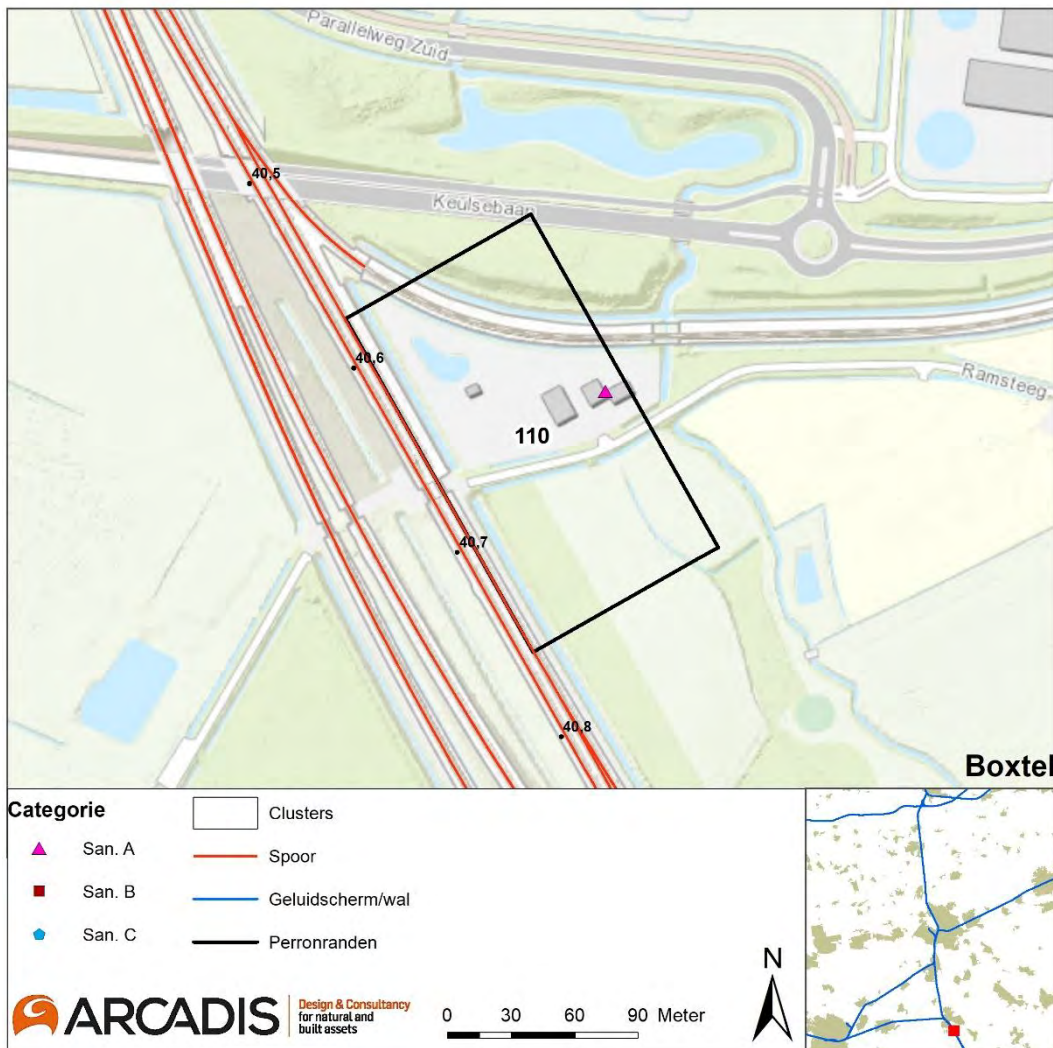 Parallelweg Zuid
40,5
Keulsebaan
40,6
Ramsteeg
110
40,7
40,8
Boxtel
Categorie
San. A
San. B
San. C
Clusters
Spoor
Geluidscherm/wal
Perronranden
ARCADIS
Design & Consultancy
for natural and
built assets
0 30 60 90 Meter
N